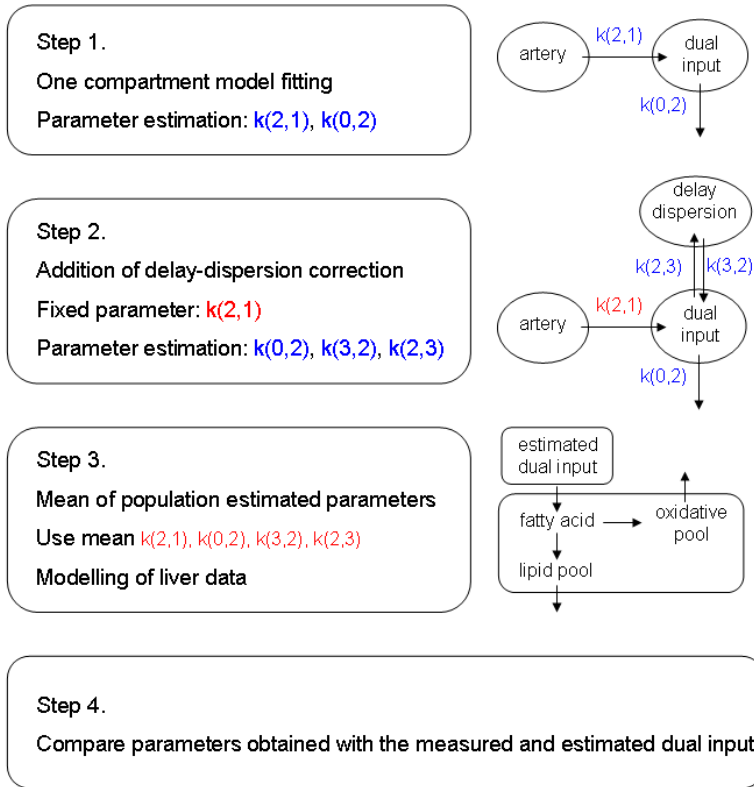 Step 1.
One compartment model fitting
Parameter estimation: k(2,1), k(0,2)
artery
k(2,1)
dual
input
k(0,2)
Step 2.
Addition of delay-dispersion correction
Fixed parameter: k(2,1)
Parameter estimation: k(0,2), k(3,2), k(2,3)
delay
dispersion
k(2,3)
k(3,2)
artery
k(2,1)
dual
input
k(0,2)
Step 3.
Mean of population estimated parameters
Use mean k(2,1), k(0,2), k(3,2), k(2,3)
Modelling of liver data
estimated
dual input
fatty acid
oxidative
pool
lipid pool
Step 4.
Compare parameters obtained with the measured and estimated dual input